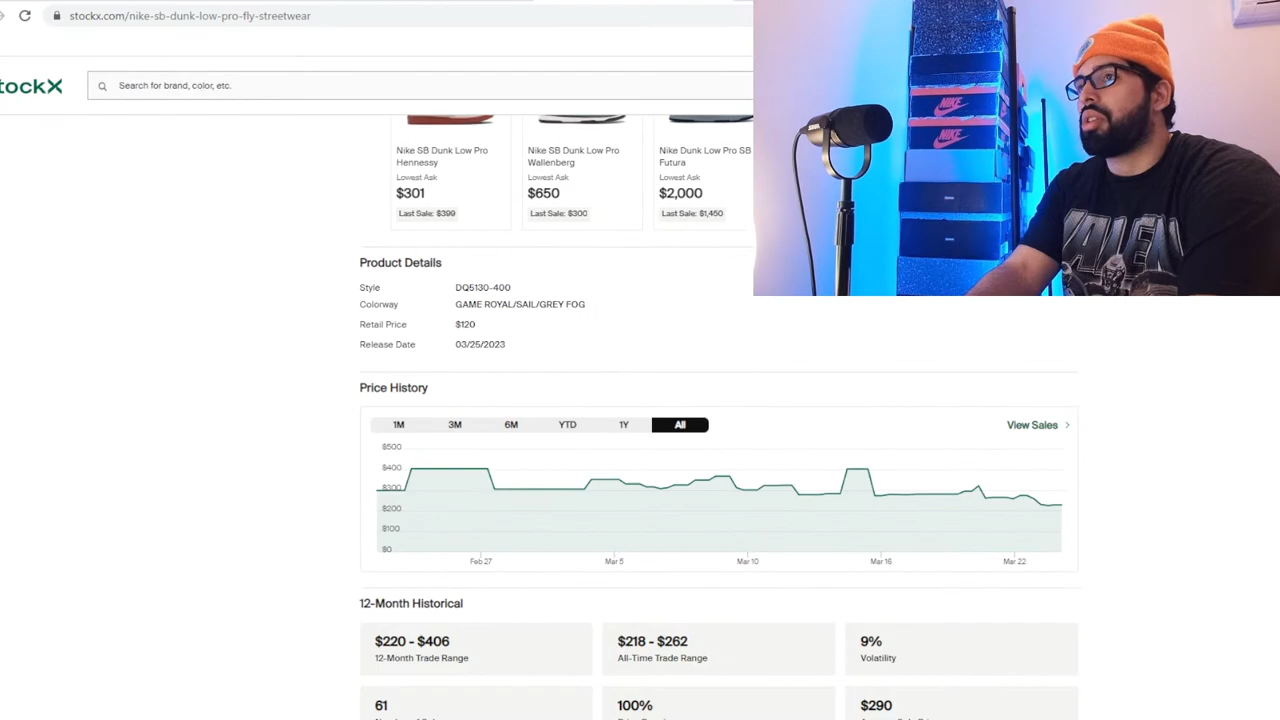 stockx.com/nike-sb-dunk-low-pro-fly-streetwear
tockX
Search for brand, color, etc.
Nike SB Dunk Low Pro Hennessy
Lowest Ask
$301
Last Sale: $399
Nike SB Dunk Low Pro Wallenberg
Lowest Ask
$650
Last Sale: $300
Nike Dunk Low Pro SB Futura
Lowest Ask
$2,000
Last Sale: $1,450
NIKE
NIKE
Product Details
Style DQ5130-400
Colorway GAME ROYAL/SAIL/GREY FOG
Retail Price $120
Release Date 03/25/2023
Price History
1M 3M 6M YTD 1Y All
View Sales
$500
$400
$300
$200
$100
$0
Feb 27 Mar 5 Mar 10 Mar 16 Mar 22
12-Month Historical
$220 - $406
12-Month Trade Range
$218 - $262
All-Time Trade Range
9%
Volatility
61
100%
$290